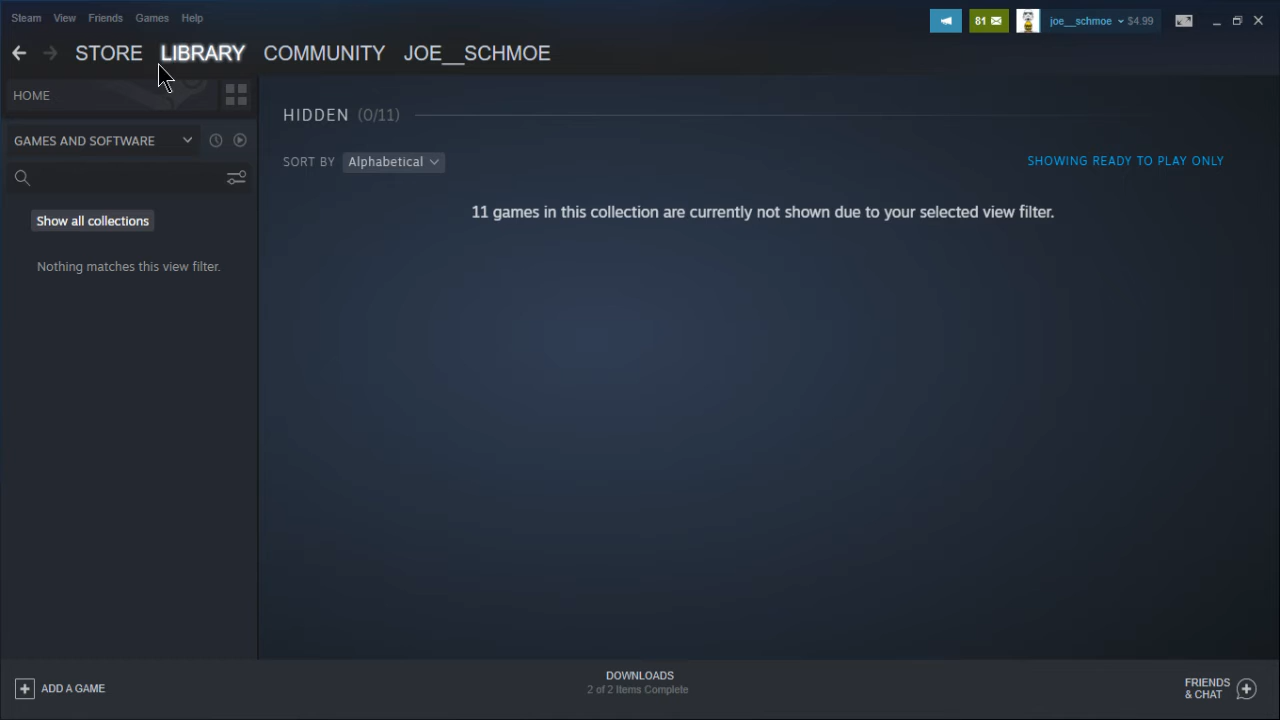 Steam View Friends Games Help
81 joe__schmoe $4.99
STORE LIBRARY COMMUNITY JOE__SCHMOE
HOME
GAMES AND SOFTWARE
Show all collections
Nothing matches this view filter.
HIDDEN (0/11)
SORT BY Alphabetical
SHOWING READY TO PLAY ONLY
11 games in this collection are currently not shown due to your selected view filter.
ADD A GAME
DOWNLOADS
2 of 2 Items Complete
FRIENDS
& CHAT